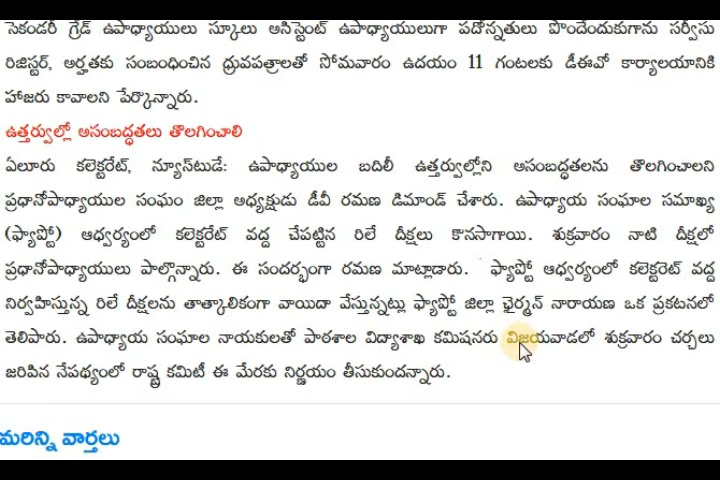 సెకండరీ గ్రేడ్ ఉపాధ్యాయులు స్కూలు అసిస్టెంట్ ఉపాధ్యాయులుగా పదోన్నతులు పొందేందుకుగాను సర్వీసు
రిజిస్టర్, అర్హతకు సంబంధించిన ధ్రువపత్రాలతో సోమవారం ఉదయం 11 గంటలకు డీఈవో కార్యాలయానికి
హాజరు కావాలని పేర్కొన్నారు.
ఉత్తర్వుల్లో అసంబద్ధతలు తొలగించాలి
ఏలూరు కలెక్టరేట్, న్యూస్‌టుడే: ఉపాధ్యాయుల బదిలీ ఉత్తర్వుల్లోని అసంబద్ధతలను తొలగించాలని
ప్రధానోపాధ్యాయుల సంఘం జిల్లా అధ్యక్షుడు డీవీ రమణ డిమాండ్ చేశారు. ఉపాధ్యాయ సంఘాల సమాఖ్య
(ఫ్యాప్టో) ఆధ్వర్యంలో కలెక్టరేట్ వద్ద చేపట్టిన రిలే దీక్షలు కొనసాగాయి. శుక్రవారం నాటి దీక్షలో
ప్రధానోపాధ్యాయులు పాల్గొన్నారు. ఈ సందర్భంగా రమణ మాట్లాడారు. ఫ్యాప్టో ఆధ్వర్యంలో కలెక్టరెట్ వద్ద
నిర్వహిస్తున్న రిలే దీక్షలను తాత్కాలికంగా వాయిదా వేస్తున్నట్లు ఫ్యాప్టో జిల్లా ఛైర్మన్ నారాయణ ఒక ప్రకటనలో
తెలిపారు. ఉపాధ్యాయ సంఘాల నాయకులతో పాఠశాల విద్యాశాఖ కమిషనరు విజయవాడలో శుక్రవారం చర్చలు
జరిపిన నేపథ్యంలో రాష్ట్ర కమిటీ ఈ మేరకు నిర్ణయం తీసుకుందన్నారు.
మరిన్ని వార్తలు